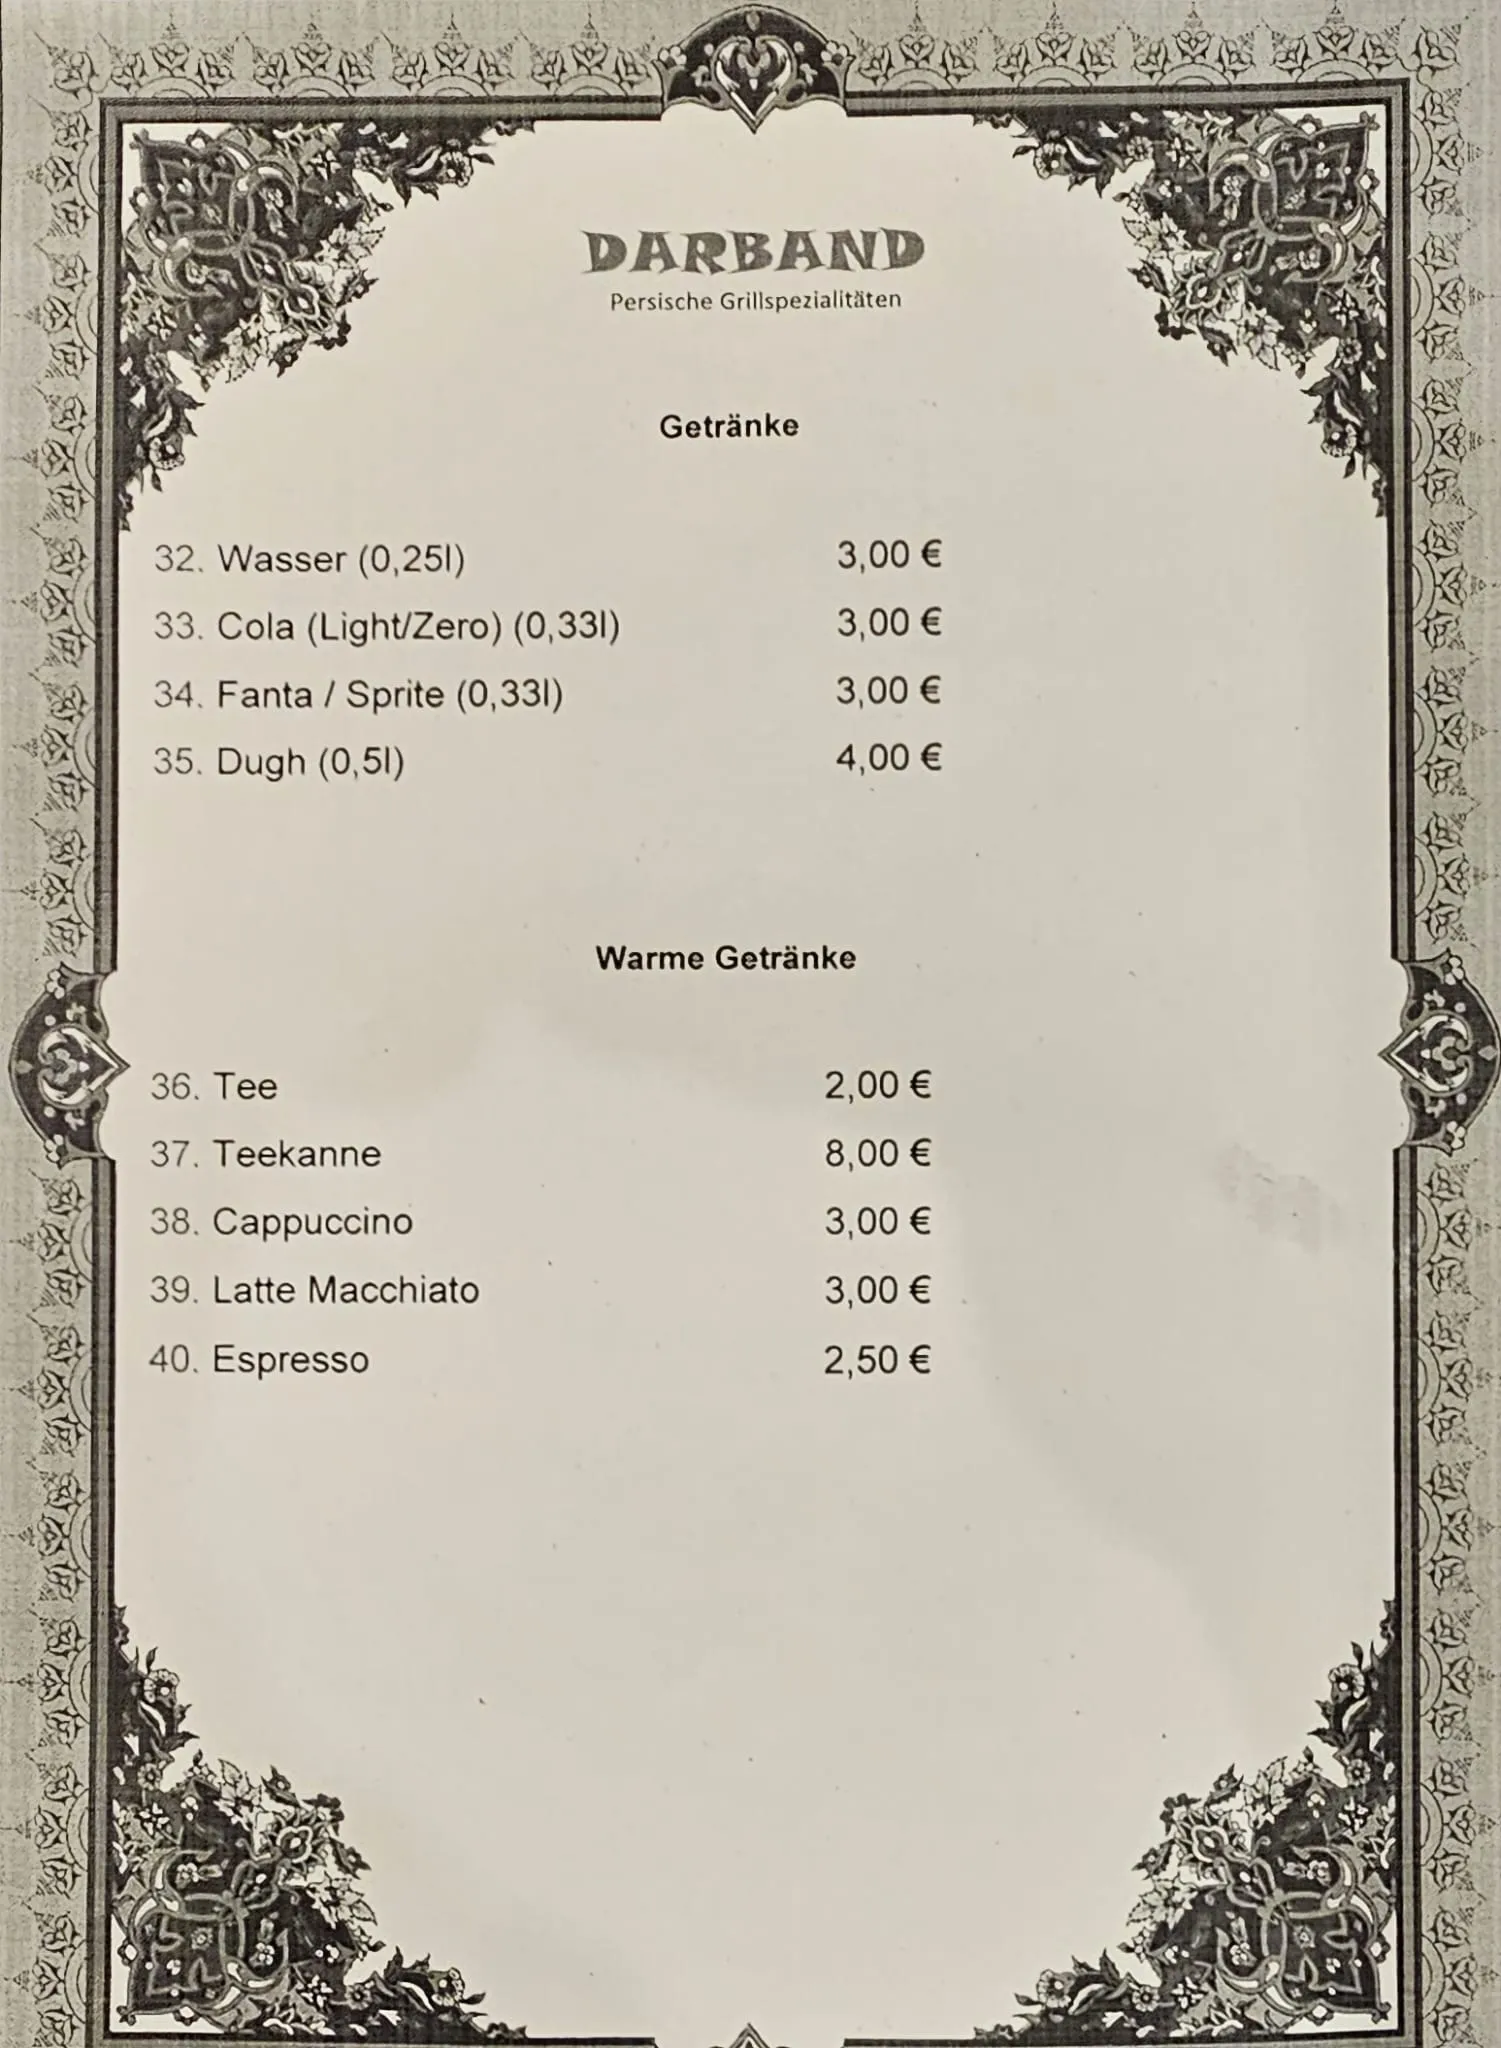 DARBAND
Persische Grillspezialitäten
Getränke
32. Wasser (0,25l) 3,00 €
33. Cola (Light/Zero) (0,33l) 3,00 €
34. Fanta / Sprite (0,33l) 3,00 €
35. Dugh (0,5l) 4,00 €
Warme Getränke
36. Tee 2,00 €
37. Teekanne 8,00 €
38. Cappuccino 3,00 €
39. Latte Macchiato 3,00 €
40. Espresso 2,50 €